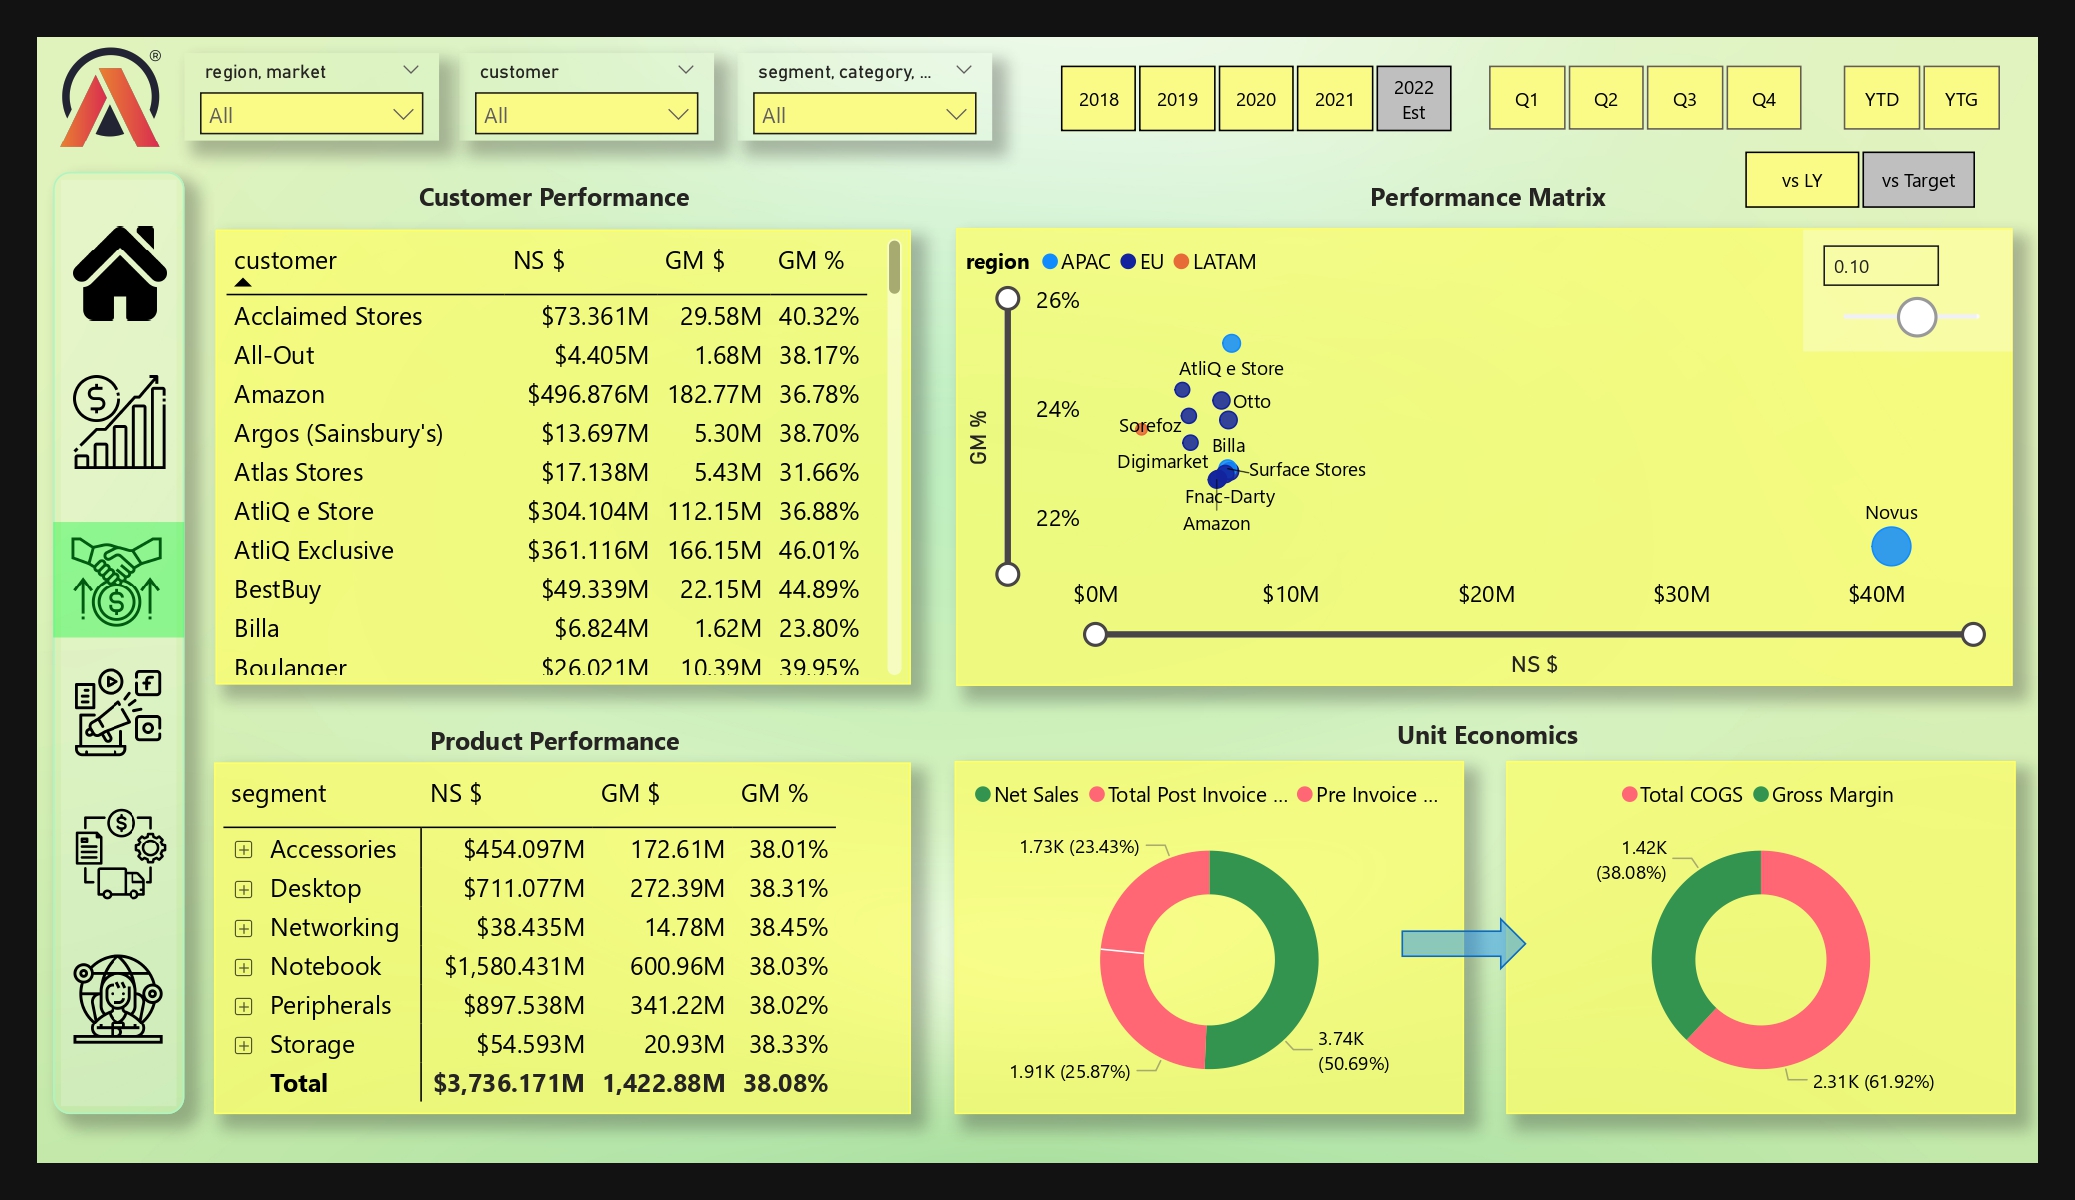 ®
region, market
All
customer
All
segment, category, ...
All
2018
2019
2020
2021
2022
Est
Q1
Q2
Q3
Q4
YTD
YTG
vs LY
vs Target
Customer Performance
customer NS $ GM $ GM %
Acclaimed Stores $73.361M 29.58M 40.32%
All-Out $4.405M 1.68M 38.17%
Amazon $496.876M 182.77M 36.78%
Argos (Sainsbury's) $13.697M 5.30M 38.70%
Atlas Stores $17.138M 5.43M 31.66%
AtliQ e Store $304.104M 112.15M 36.88%
AtliQ Exclusive $361.116M 166.15M 46.01%
BestBuy $49.339M 22.15M 44.89%
Billa $6.824M 1.62M 23.80%
Boulanger $26.021M 10.39M 39.95%
Performance Matrix
region APAC EU LATAM
0.10
26%
24%
22%
GM %
AtliQ e Store
Otto
Sorefoz
Billa
Digimarket
Surface Stores
Fnac-Darty
Amazon
Novus
$0M $10M $20M $30M $40M
NS $
Product Performance
segment NS $ GM $ GM %
Accessories $454.097M 172.61M 38.01%
Desktop $711.077M 272.39M 38.31%
Networking $38.435M 14.78M 38.45%
Notebook $1,580.431M 600.96M 38.03%
Peripherals $897.538M 341.22M 38.02%
Storage $54.593M 20.93M 38.33%
Total $3,736.171M 1,422.88M 38.08%
Unit Economics
Net Sales Total Post Invoice ... Pre Invoice ...
1.73K (23.43%)
3.74K
(50.69%)
1.91K (25.87%)
Total COGS Gross Margin
1.42K
(38.08%)
2.31K (61.92%)